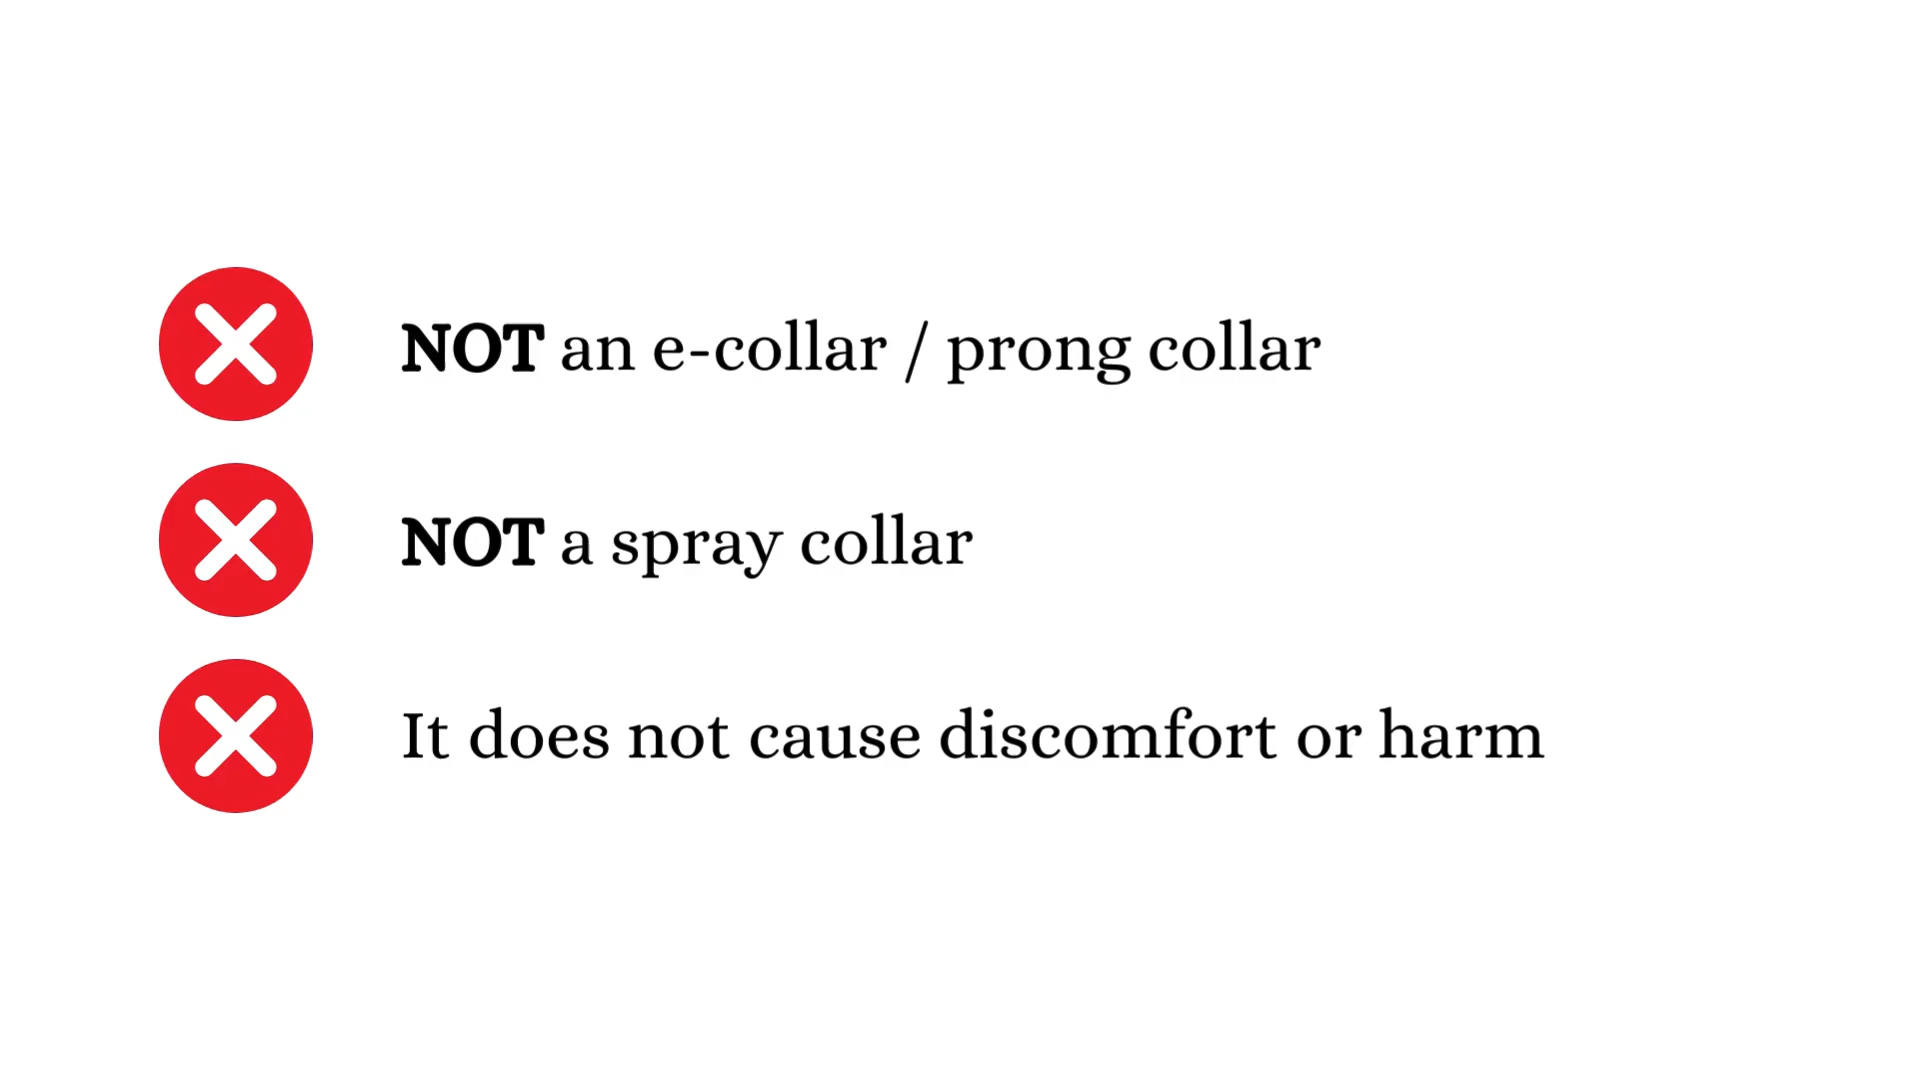 NOT an e-collar / prong collar
NOT a spray collar
It does not cause discomfort or harm